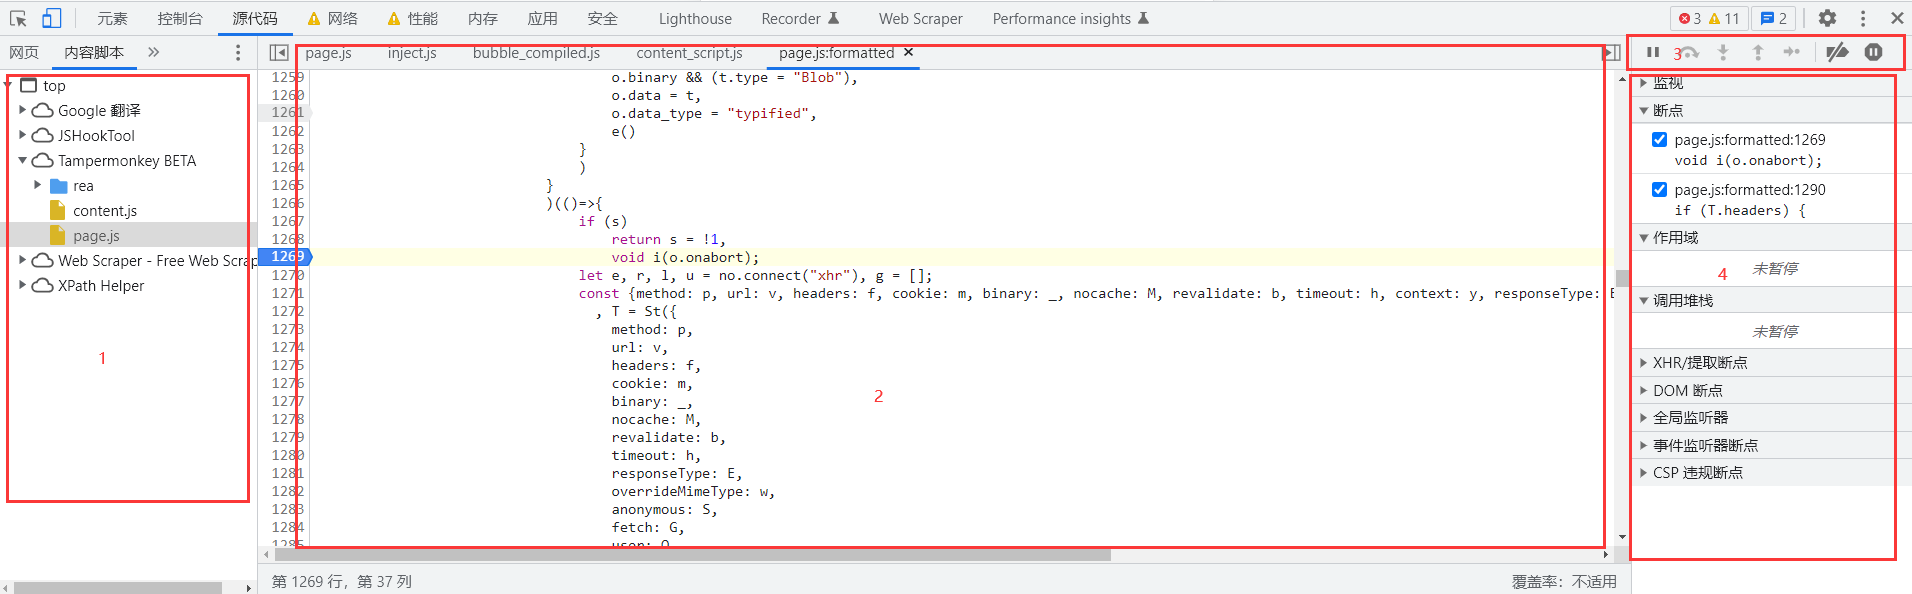 元素 控制台 源代码 网络 性能 内存 应用 安全 Lighthouse Recorder Web Scraper Performance insights 3 11 2
网页 内容脚本 »
top
Google 翻译
JSHookTool
Tampermonkey BETA
rea
content.js
page.js
Web Scraper - Free Web Scrap
XPath Helper
1
page.js inject.js bubble_compiled.js content_script.js page.js:formatted ×
1259 o.binary && (t.type = "Blob"),
1260 o.data = t,
1261 o.data_type = "typified",
1262 e()
1263 }
1264 )
1265 }
1266 )(()=>{
1267 if (s)
1268 return s = !1,
1269 void i(o.onabort);
1270 let e, r, l, u = no.connect("xhr"), g = [];
1271 const {method: p, url: v, headers: f, cookie: m, binary: _, nocache: M, revalidate: b, timeout: h, context: y, responseType: E
1272 , T = St({
1273 method: p,
1274 url: v,
1275 headers: f,
1276 cookie: m,
1277 binary: _,
1278 nocache: M,
1279 revalidate: b,
1280 timeout: h,
1281 responseType: E,
1282 overrideMimeType: w,
1283 anonymous: S,
1284 fetch: G,
1285 user: O
2
第 1269 行，第 37 列
覆盖率：不适用
3
监视
断点
page.js:formatted:1269
void i(o.onabort);
page.js:formatted:1290
if (T.headers) {
作用域
4 未暂停
调用堆栈
未暂停
XHR/提取断点
DOM 断点
全局监听器
事件监听器断点
CSP 违规断点